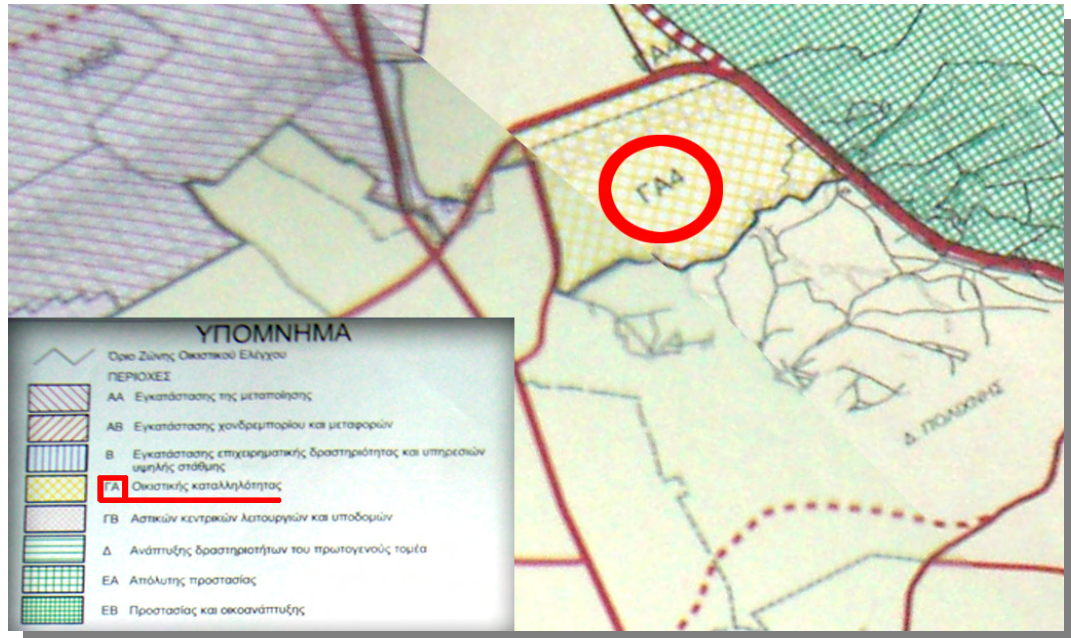 ΓΑ4
Δ. ΠΟΛΙΧΝΗΣ
ΥΠΟΜΝΗΜΑ
Όριο Ζώνης Οικιστικού Ελέγχου
ΠΕΡΙΟΧΕΣ
ΑΑ Εγκατάστασης της μεταποίησης
ΑΒ Εγκατάστασης χονδρεμπορίου και μεταφορών
Β Εγκατάστασης επιχειρηματικής δραστηριότητας και υπηρεσιών
υψηλής στάθμης
ΓΑ Οικιστικής καταλληλότητας
ΓΒ Αστικών κεντρικών λειτουργιών και υποδομών
Δ Ανάπτυξης δραστηριοτήτων του πρωτογενούς τομέα
ΕΑ Απόλυτης προστασίας
ΕΒ Προστασίας και οικοανάπτυξης